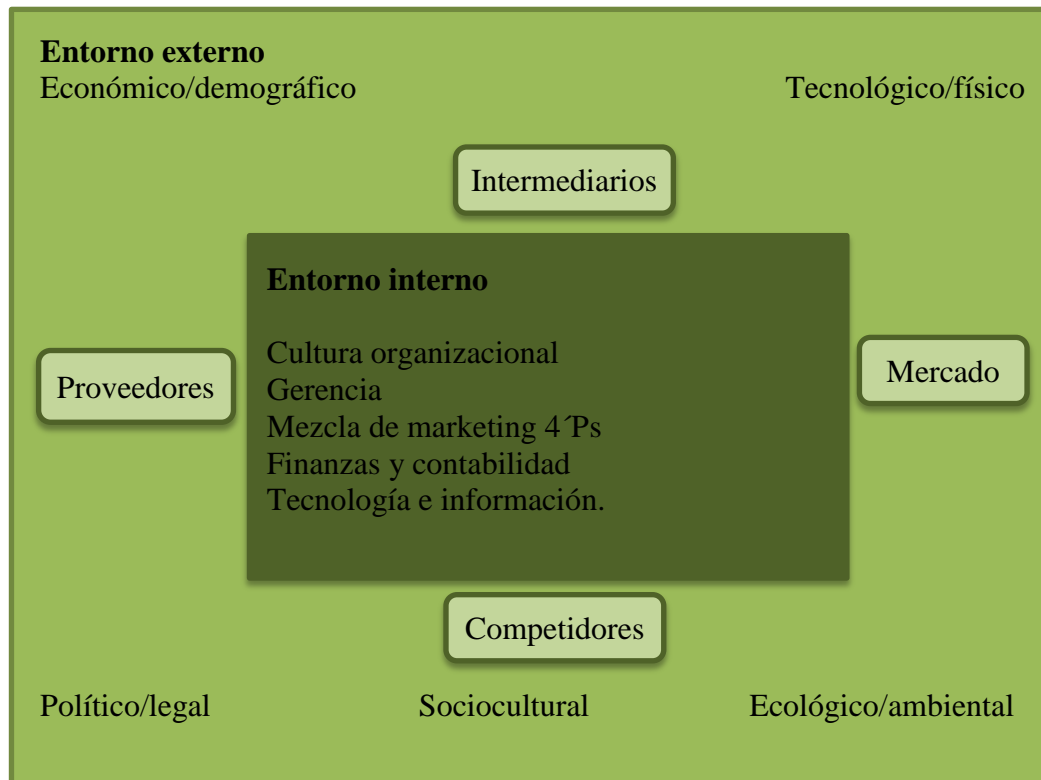 Entorno externo
Económico/demográfico
Tecnológico/físico
Intermediarios
Entorno interno
Cultura organizacional
Gerencia
Mezcla de marketing 4´Ps
Finanzas y contabilidad
Tecnología e información.
Proveedores
Mercado
Competidores
Político/legal
Sociocultural
Ecológico/ambiental